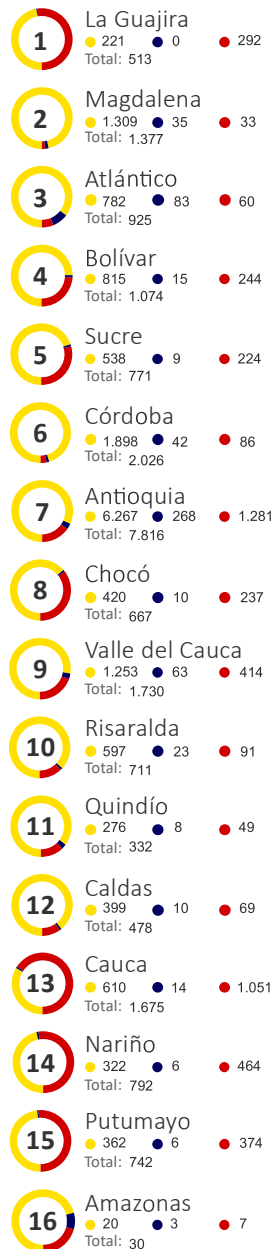 1
La Guajira
221 0 292
Total: 513
2
Magdalena
1.309 35 33
Total: 1.377
3
Atlántico
782 83 60
Total: 925
4
Bolívar
815 15 244
Total: 1.074
5
Sucre
538 9 224
Total: 771
6
Córdoba
1.898 42 86
Total: 2.026
7
Antioquia
6.267 268 1.281
Total: 7.816
8
Chocó
420 10 237
Total: 667
9
Valle del Cauca
1.253 63 414
Total: 1.730
10
Risaralda
597 23 91
Total: 711
11
Quindío
276 8 49
Total: 332
12
Caldas
399 10 69
Total: 478
13
Cauca
610 14 1.051
Total: 1.675
14
Nariño
322 6 464
Total: 792
15
Putumayo
362 6 374
Total: 742
16
Amazonas
20 3 7
Total: 30